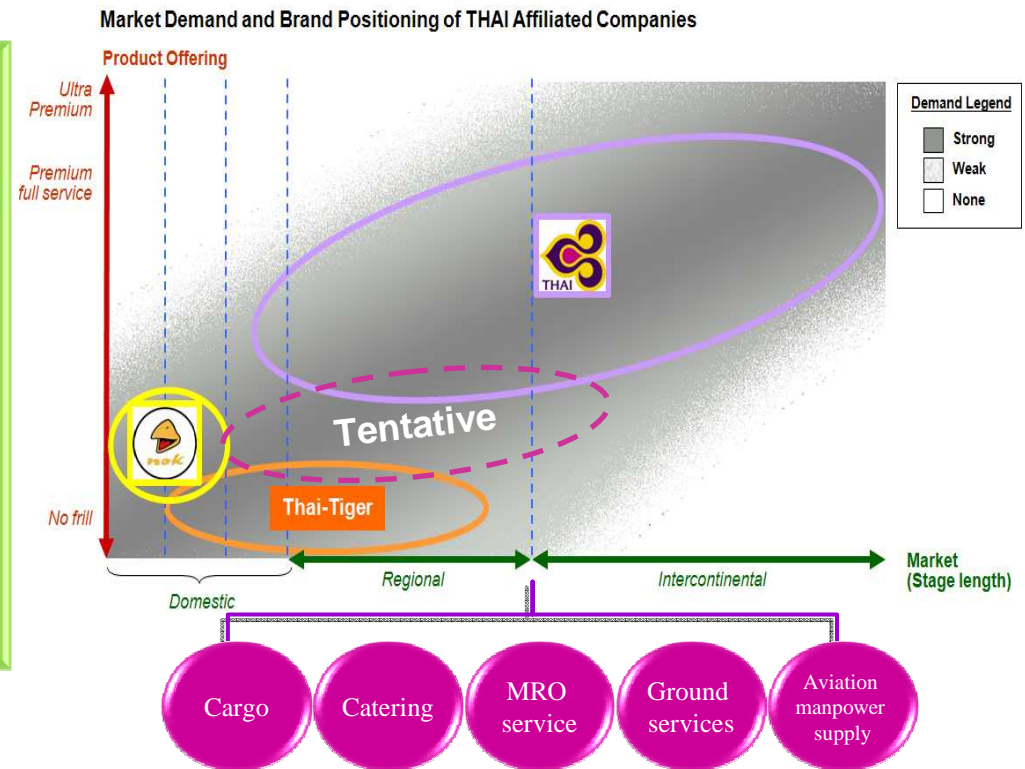 Market Demand and Brand Positioning of THAI Affiliated Companies
Product Offering
Ultra
Premium
Premium
full service
No frill
Demand Legend
Strong
Weak
None
THAI
nok
Tentative
Thai-Tiger
Domestic
Regional
Intercontinental
Market
(Stage length)
Cargo
Catering
MRO
service
Ground
services
Aviation
manpower
supply